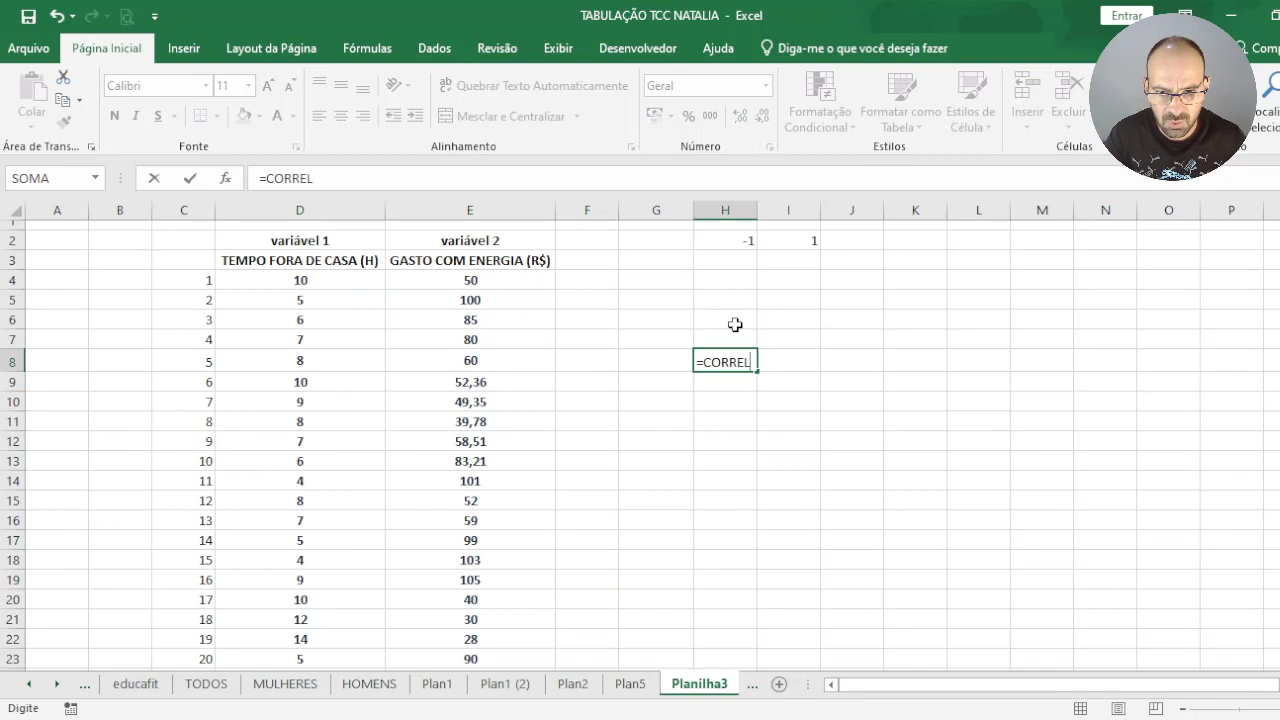 TABULAÇÃO TCC NATALIA - Excel
Entrar
Arquivo Página Inicial Inserir Layout da Página Fórmulas Dados Revisão Exibir Desenvolvedor Ajuda Diga-me o que você deseja fazer
Colar
Área de Trans...
Calibri 11
N I S
Fonte
Quebrar Texto Automaticamente
Mesclar e Centralizar
Alinhamento
Geral
% 000
Número
Formatação Condicional
Formatar como Tabela
Estilos de Célula
Estilos
Inserir Excluir
Células
SOMA fx =CORREL
A B C D E F G H I J K L M N O P
2 variável 1 variável 2 -1 1
3 TEMPO FORA DE CASA (H) GASTO COM ENERGIA (R$)
4 1 10 50
5 2 5 100
6 3 6 85
7 4 7 80
8 5 8 60 =CORREL
9 6 10 52,36
10 7 9 49,35
11 8 8 39,78
12 9 7 58,51
13 10 6 83,21
14 11 4 101
15 12 8 52
16 13 7 59
17 14 5 99
18 15 4 103
19 16 9 105
20 17 10 40
21 18 12 30
22 19 14 28
23 20 5 90
... educafit TODOS MULHERES HOMENS Plan1 Plan1 (2) Plan2 Plan5 Planilha3 ...
Digite